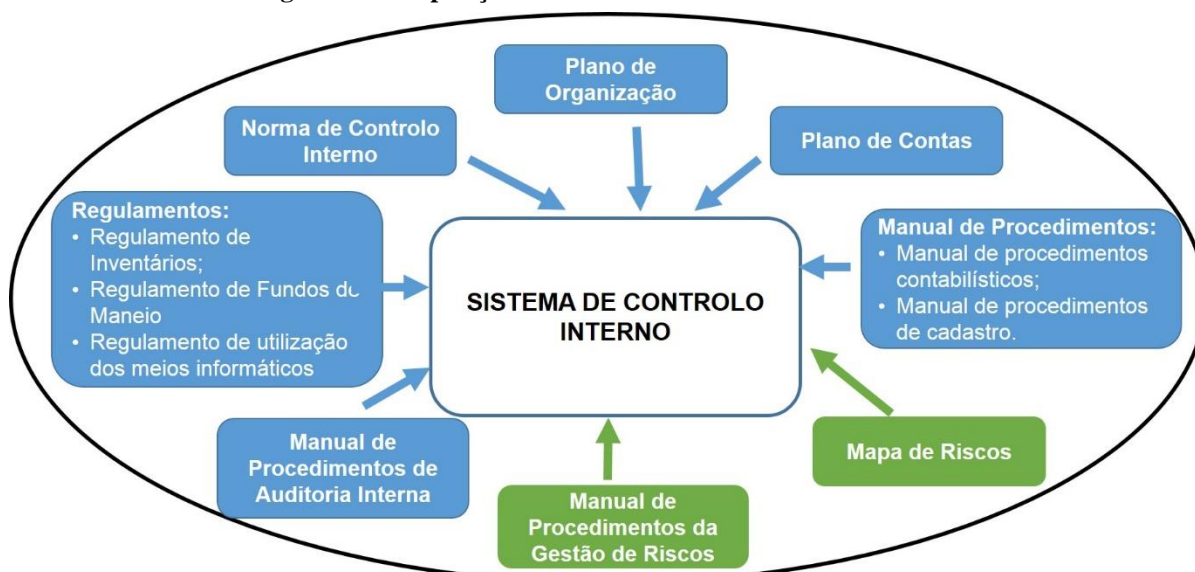 Plano de
Organização
Norma de Controlo
Interno
Plano de Contas
Regulamentos:
• Regulamento de
Inventários;
• Regulamento de Fundos de
Maneio
• Regulamento de utilização
dos meios informáticos
Manual de Procedimentos:
• Manual de procedimentos
contabilísticos;
• Manual de procedimentos
de cadastro.
SISTEMA DE CONTROLO
INTERNO
Manual de
Procedimentos de
Auditoria Interna
Manual de
Procedimentos da
Gestão de Riscos
Mapa de Riscos